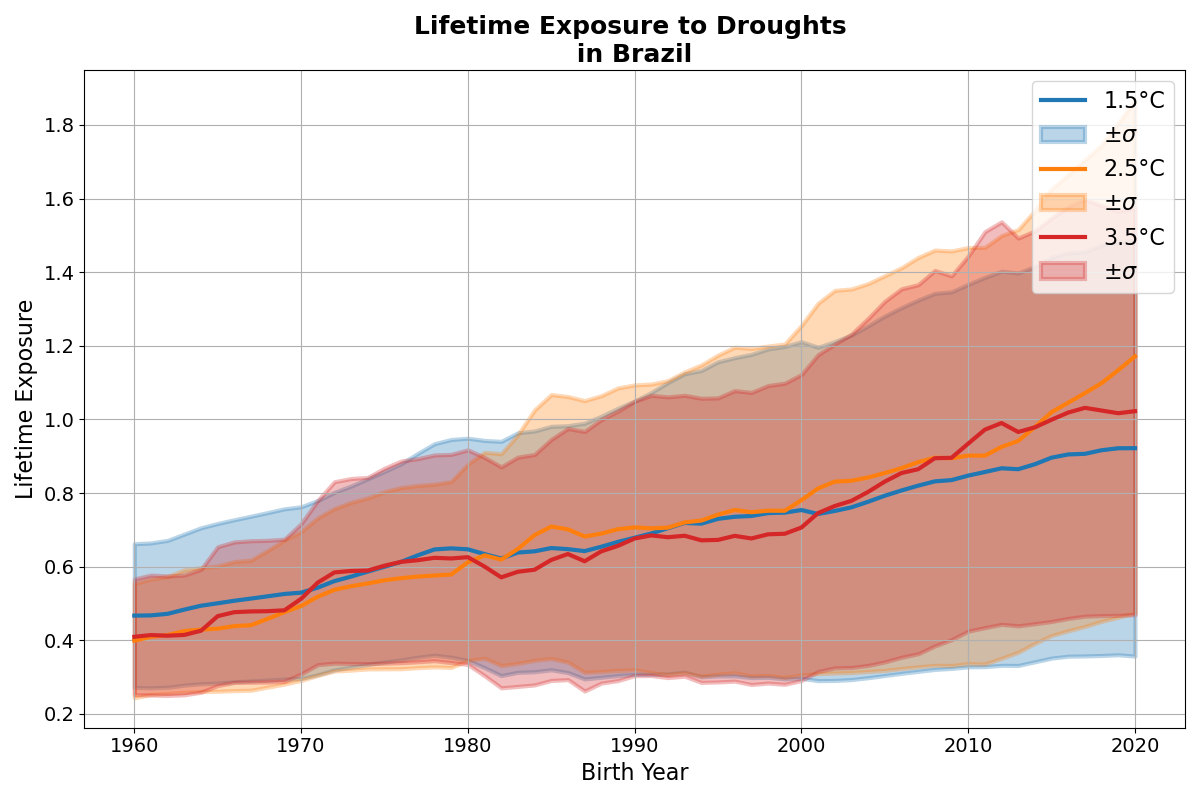 Lifetime Exposure to Droughts
in Brazil
Lifetime Exposure
1.8
1.6
1.4
1.2
1.0
0.8
0.6
0.4
0.2
1.5°C
±σ
2.5°C
±σ
3.5°C
±σ
1960 1970 1980 1990 2000 2010 2020
Birth Year